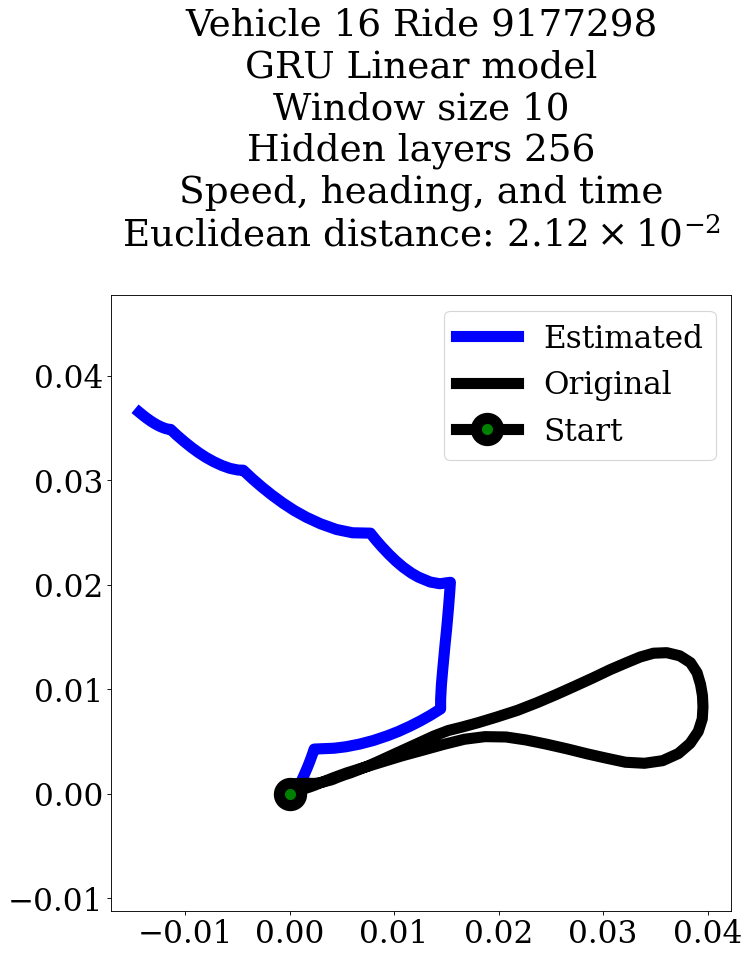 Vehicle 16 Ride 9177298
GRU Linear model
Window size 10
Hidden layers 256
Speed, heading, and time
Euclidean distance: 2.12 × 10⁻²
Estimated
Original
Start
0.04
0.03
0.02
0.01
0.00
−0.01
−0.01 0.00 0.01 0.02 0.03 0.04